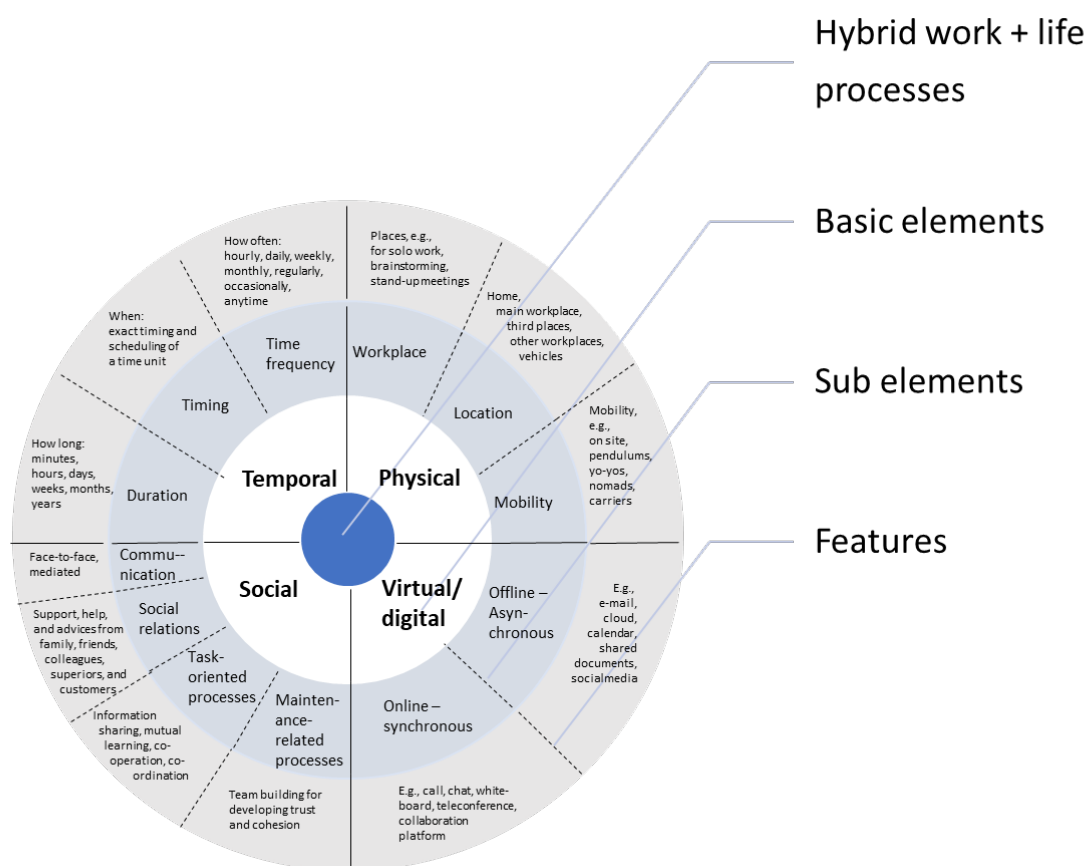 Hybrid work + life
processes
Basic elements
Sub elements
Features
How often:
hourly, daily, weekly,
monthly, regularly,
occasionally,
anytime
Places, e.g.,
for solo work,
brainstorming,
stand-upmeetings
When:
exact timing and
scheduling of
a time unit
Home,
main workplace,
third places,
other workplaces,
vehicles
Time
frequency
Workplace
Timing
Location
How long:
minutes,
hours, days,
weeks, months,
years
Mobility,
e.g.,
on site,
pendulums,
yo-yos,
nomads,
carriers
Duration
Temporal
Physical
Mobility
Face-to-face,
mediated
Commu--
nication
Social
Virtual/
digital
Offline –
Asyn-
chronous
E.g.,
e-mail,
cloud,
calendar,
shared
documents,
socialmedia
Support, help,
and advices from
family, friends,
colleagues,
superiors, and
customers
Social
relations
Task-
oriented
processes
Mainten-
ance-
related
processes
Online –
synchronous
Information
sharing, mutual
learning, co-
operation, co-
ordination
Team building for
developing trust
and cohesion
E.g., call, chat, white-
board, teleconference,
collaboration
platform